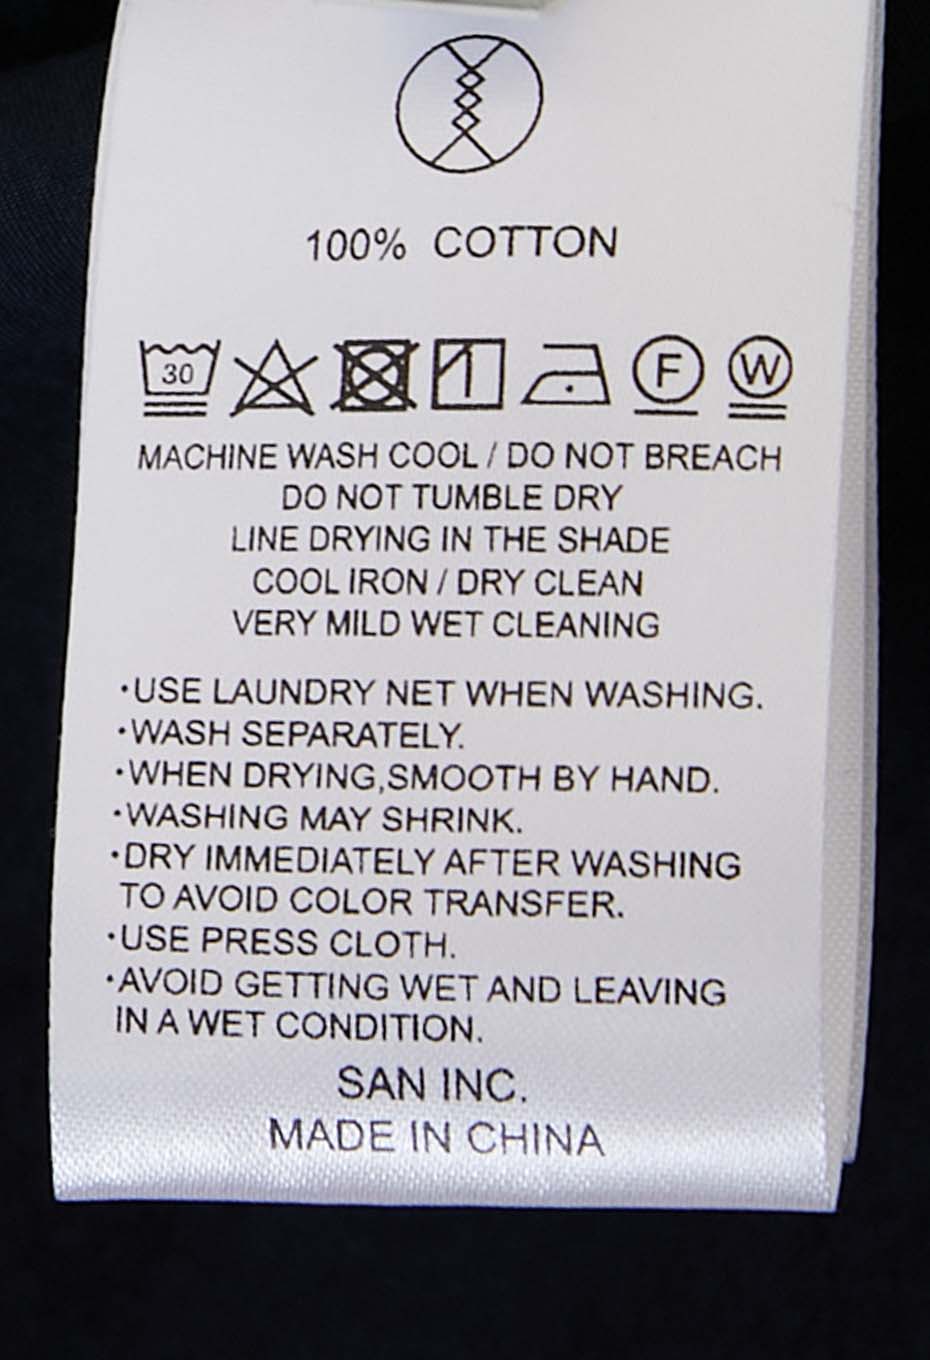 100% COTTON
30 F W
MACHINE WASH COOL / DO NOT BREACH
DO NOT TUMBLE DRY
LINE DRYING IN THE SHADE
COOL IRON / DRY CLEAN
VERY MILD WET CLEANING
·USE LAUNDRY NET WHEN WASHING.
·WASH SEPARATELY.
·WHEN DRYING,SMOOTH BY HAND.
·WASHING MAY SHRINK.
·DRY IMMEDIATELY AFTER WASHING
TO AVOID COLOR TRANSFER.
·USE PRESS CLOTH.
·AVOID GETTING WET AND LEAVING
IN A WET CONDITION.
SAN INC.
MADE IN CHINA